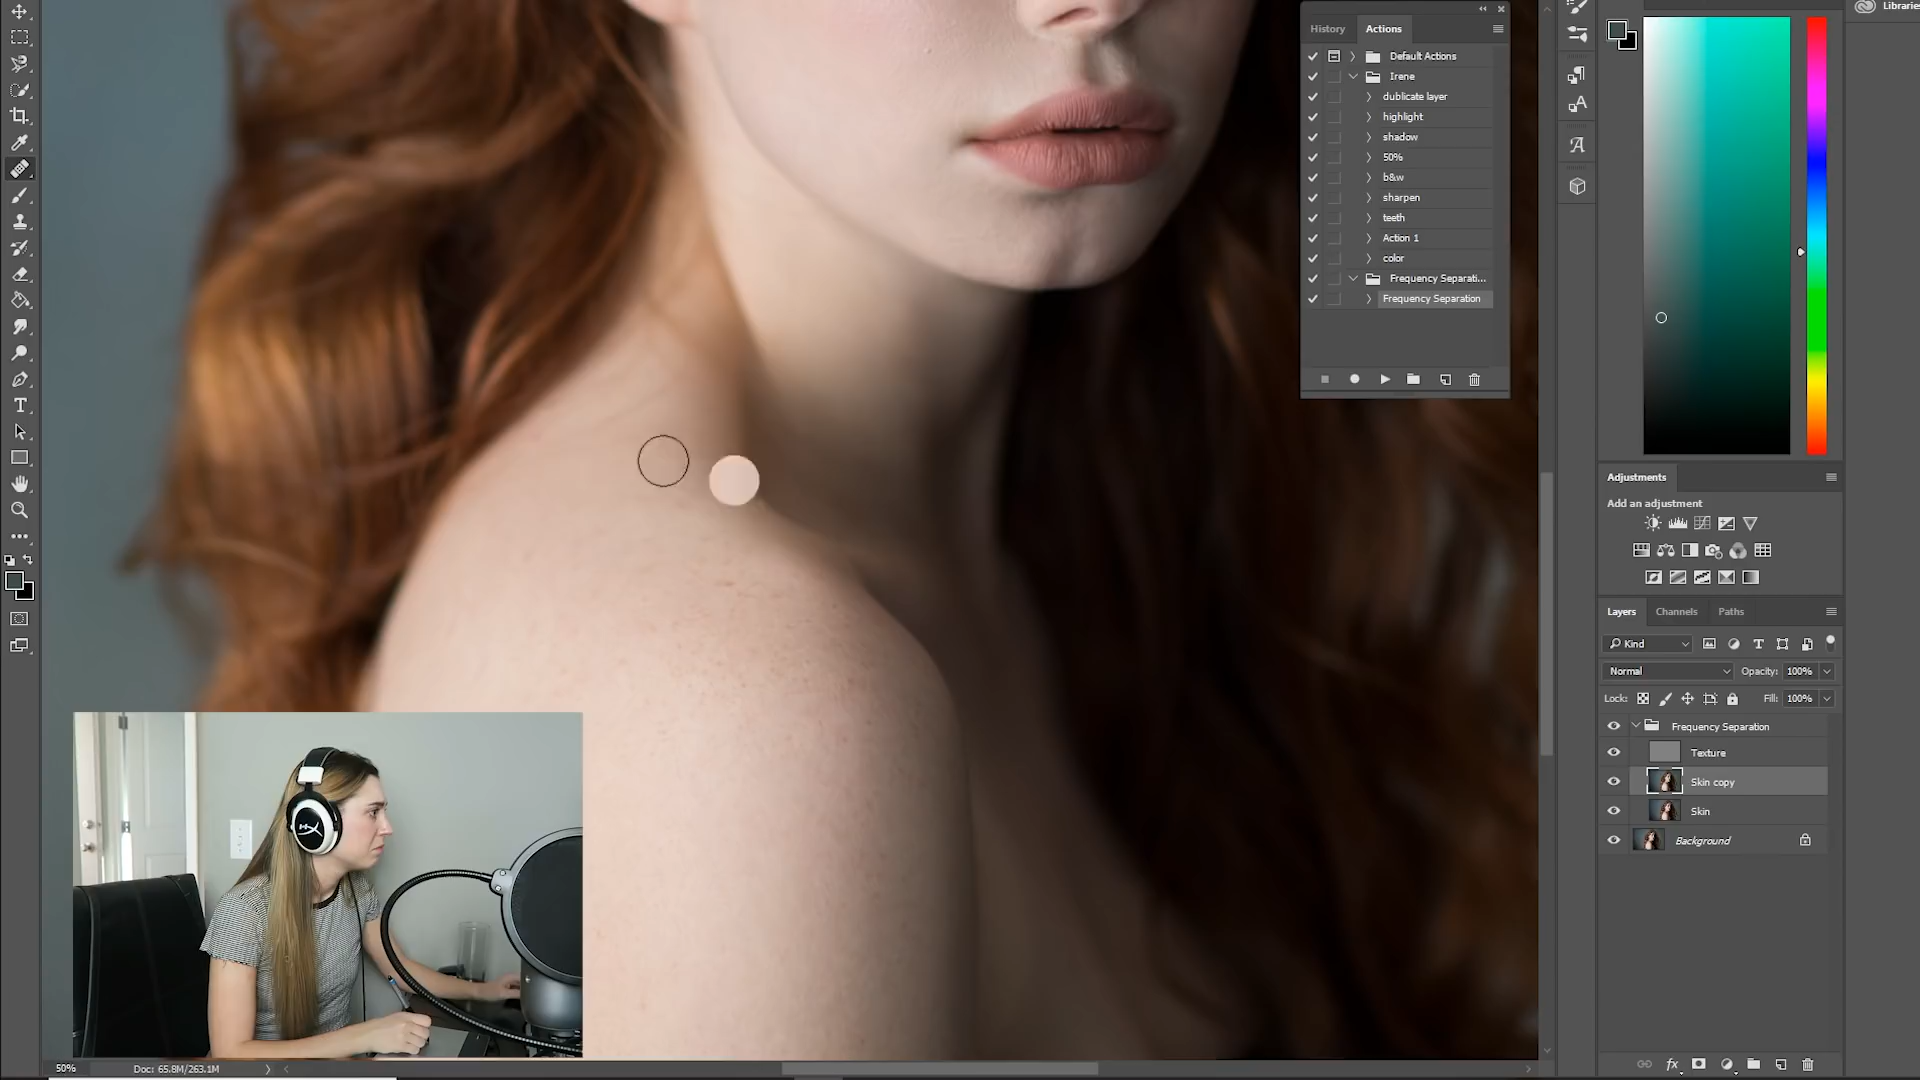 History
Actions
Default Actions
Irene
dublicate layer
highlight
shadow
50%
b&w
sharpen
teeth
Action 1
color
Frequency Separati...
Frequency Separation
Libraries
Adjustments
Add an adjustment
Layers
Channels
Paths
Kind
Normal
Opacity: 100%
Lock:
Fill: 100%
Frequency Separation
Texture
Skin copy
Skin
Background
50%
Doc: 65.8M/263.1M